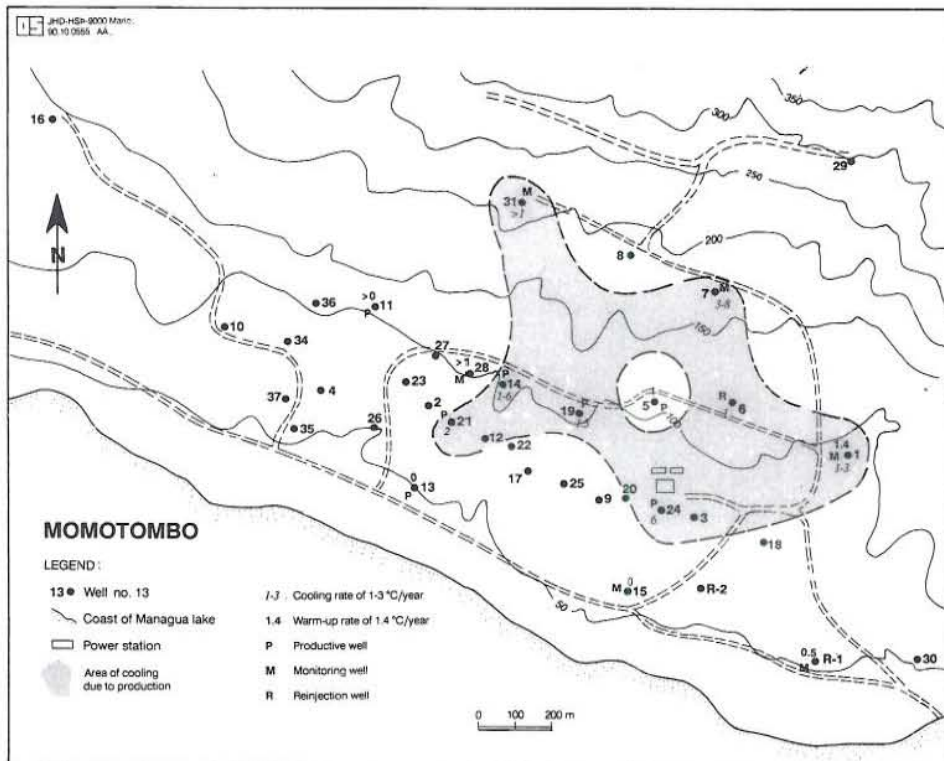 JHD-HSÞ-9000 Mario.
90.10.0555 AA
350
300
16
29
250
M
31
>1
N
200
8
7
M
3-8
36
>0
11
P
150
10
34
27
>1
28
M
P
14
1-6
23
37
4
2
P
21
2
19
P
5
P
100
R
6
35
26
12
22
1.4
M
1
1-3
17
25
9
20
0
P
13
P
24
6
3
18
MOMOTOMBO
LEGEND:
13 Well no. 13
Coast of Managua lake
Power station
Area of cooling
due to production
1-3 Cooling rate of 1-3 °C/year
1.4 Warm-up rate of 1.4 °C/year
P Productive well
M Monitoring well
R Reinjection well
0
M
15
R-2
50
0.5
M
R-1
30
0 100 200 m